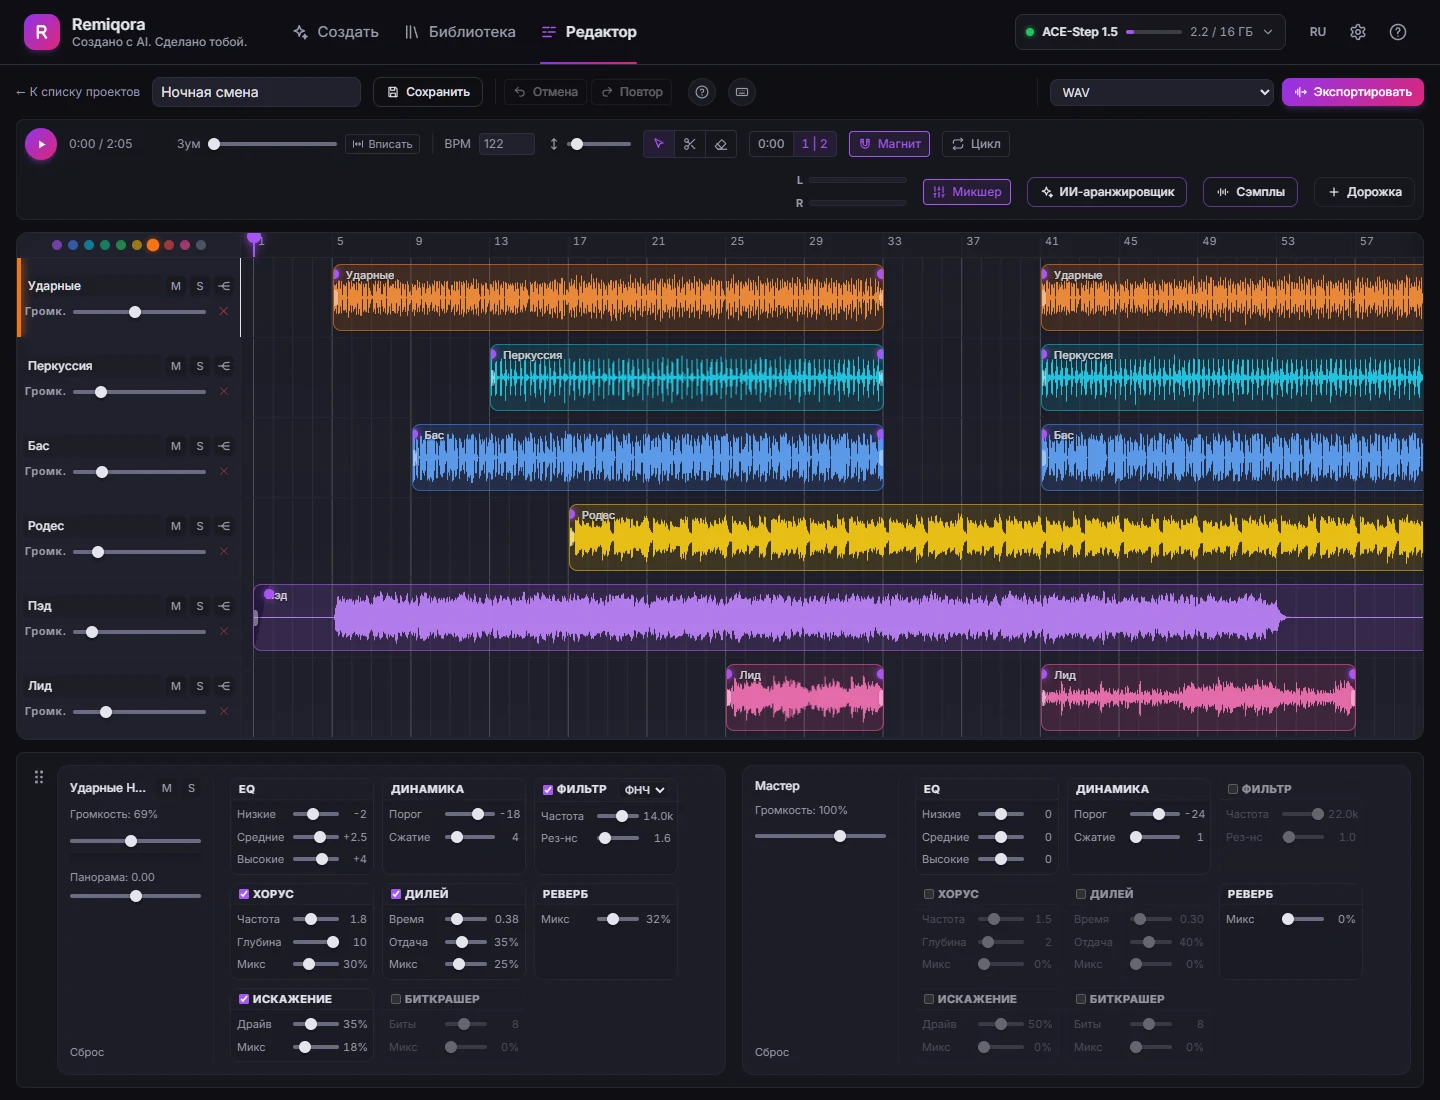 R Remiqora
Создано с AI. Сделано тобой.
Создать Библиотека Редактор
ACE-Step 1.5 2.2 / 16 ГБ RU
← К списку проектов Ночная смена Сохранить Отмена Повтор WAV Экспортировать
0:00 / 2:05 Зум Вписать BPM 122 0:00 1 | 2 Магнит Цикл
L
R
Микшер ИИ-аранжировщик Сэмплы + Дорожка
1 5 9 13 17 21 25 29 33 37 41 45 49 53 57
Ударные M S
Громк.
Ударные Ударные
Перкуссия M S
Громк.
Перкуссия Перкуссия
Бас M S
Громк.
Бас Бас
Родес M S
Громк.
Родес
Пэд M S
Громк.
эд
Лид M S
Громк.
Лид Лид
Ударные Н... M S
Громкость: 69%
Панорама: 0.00
Сброс
EQ
Низкие -2
Средние +2.5
Высокие +4
ДИНАМИКА
Порог -18
Сжатие 4
ФИЛЬТР ФНЧ
Частота 14.0k
Рез-нс 1.6
ХОРУС
Частота 1.8
Глубина 10
Микс 30%
ДИЛЕЙ
Время 0.38
Отдача 35%
Микс 25%
РЕВЕРБ
Микс 32%
ИСКАЖЕНИЕ
Драйв 35%
Микс 18%
БИТКРАШЕР
Биты 8
Микс 0%
Мастер
Громкость: 100%
Сброс
EQ
Низкие 0
Средние 0
Высокие 0
ДИНАМИКА
Порог -24
Сжатие 1
ФИЛЬТР
Частота 22.0k
Рез-нс 1.0
ХОРУС
Частота 1.5
Глубина 2
Микс 0%
ДИЛЕЙ
Время 0.30
Отдача 40%
Микс 0%
РЕВЕРБ
Микс 0%
ИСКАЖЕНИЕ
Драйв 50%
Микс 0%
БИТКРАШЕР
Биты 8
Микс 0%